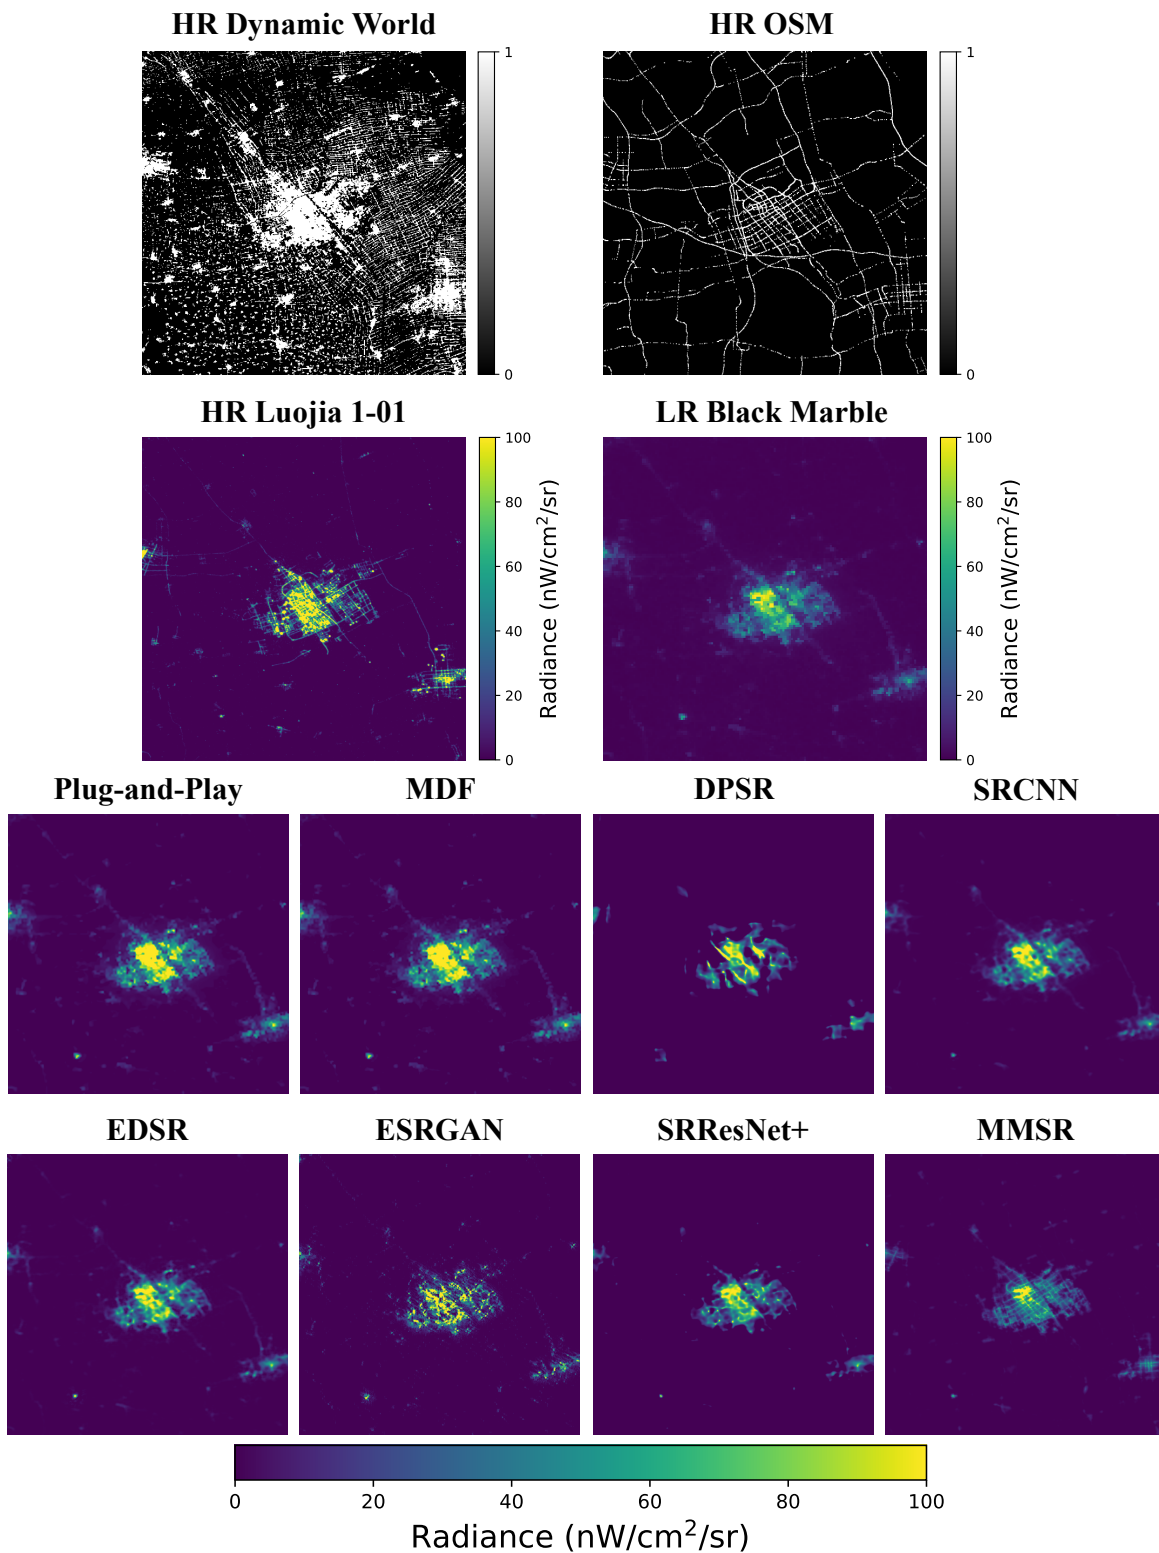 HR Dynamic World
HR OSM
1
0
1
0
HR Luojia 1-01
LR Black Marble
100
80
60
40
20
0
Radiance (nW/cm²/sr)
100
80
60
40
20
0
Radiance (nW/cm²/sr)
Plug-and-Play
MDF
DPSR
SRCNN
EDSR
ESRGAN
SRResNet+
MMSR
0 20 40 60 80 100
Radiance (nW/cm²/sr)